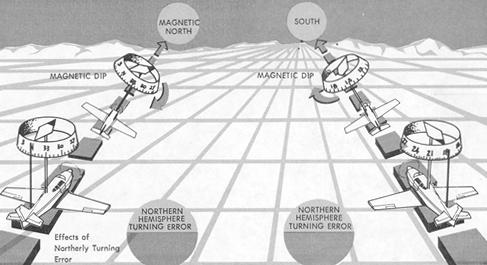 MAGNETIC
NORTH
SOUTH
MAGNETIC DIP
MAGNETIC DIP
NORTHERN
HEMISPHERE
TURNING ERROR
NORTHERN
HEMISPHERE
TURNING ERROR
Effects of
Northerly Turning
Error